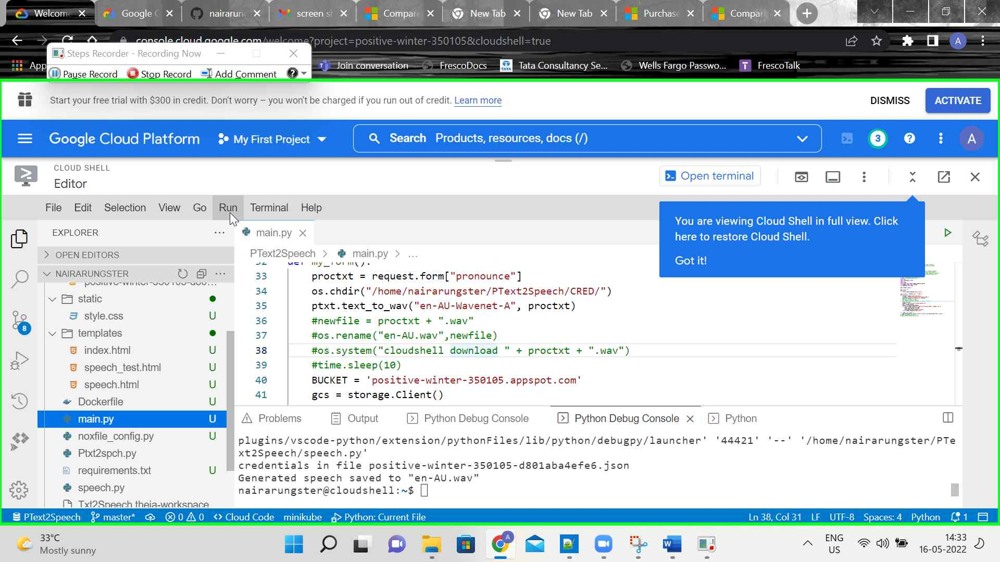 Welcom
Google C
nairarung
screen sh
Compare
New Tab
New Tab
Purchase
Compare
console.cloud.google.com/welcome?project=positive-winter-350105&cloudshell=true
A
Steps Recorder - Recording Now
App
Join conversation
FrescoDocs
TATA
Tata Consultancy Se...
Wells Fargo Passwo...
T
FrescoTalk
Pause Record
Stop Record
Add Comment
Start your free trial with $300 in credit. Don't worry – you won't be charged if you run out of credit. Learn more
DISMISS
ACTIVATE
Google Cloud Platform
My First Project
Search Products, resources, docs (/)
3
A
CLOUD SHELL
Editor
Open terminal
File Edit Selection View Go Run Terminal Help
You are viewing Cloud Shell in full view. Click
here to restore Cloud Shell.
Got it!
EXPLORER
OPEN EDITORS
NAIRARUNGSTER
static
style.css U
templates
index.html U
speech_test.html U
speech.html U
Dockerfile U
main.py U
noxfile_config.py U
Ptxt2spch.py
requirements.txt U
speech.py
Txt2Speech.theia-workspace
8
main.py
PText2Speech > main.py > ...
32 def my_form():
33 proctxt = request.form["pronounce"]
34 os.chdir("/home/nairarungster/PText2Speech/CRED/")
35 ptxt.text_to_wav("en-AU-Wavenet-A", proctxt)
36 #newfile = proctxt + ".wav"
37 #os.rename("en-AU.wav",newfile)
38 #os.system("cloudshell download " + proctxt + ".wav")
39 #time.sleep(10)
40 BUCKET = 'positive-winter-350105.appspot.com'
41 gcs = storage.Client()
Problems
Output
Python Debug Console
Python Debug Console
Python
plugins/vscode-python/extension/pythonFiles/lib/python/debugpy/launcher' '44421' '--' '/home/nairarungster/PTe
xt2Speech/speech.py'
credentials in file positive-winter-350105-d801aba4efe6.json
Generated speech saved to "en-AU.wav"
nairarungster@cloudshell:~$
PText2Speech master* 0 0 <> Cloud Code minikube Python: Current File
Ln 38, Col 31 LF UTF-8 Spaces: 4 Python 1
33°C
Mostly sunny
A
ENG
US
14:33
16-05-2022